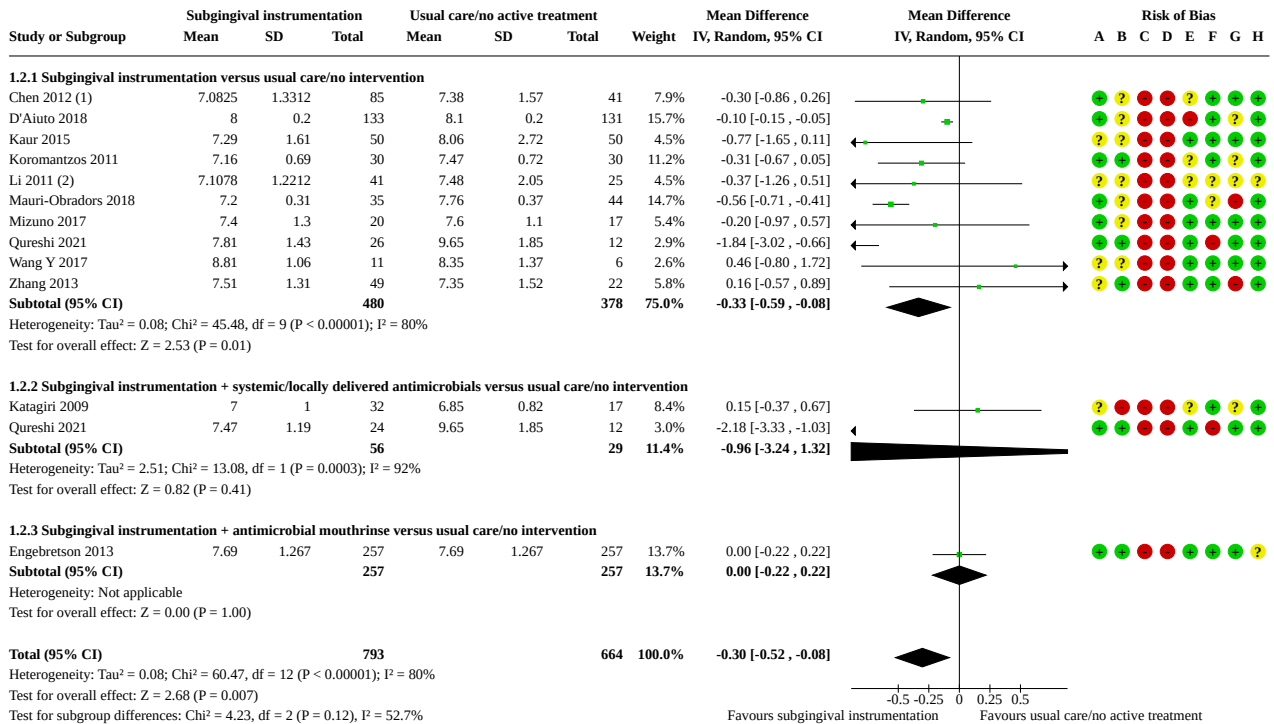 Subgingival instrumentation Usual care/no active treatment Mean Difference Mean Difference Risk of Bias
Study or Subgroup Mean SD Total Mean SD Total Weight IV, Random, 95% CI IV, Random, 95% CI A B C D E F G H
1.2.1 Subgingival instrumentation versus usual care/no intervention
Chen 2012 (1) 7.0825 1.3312 85 7.38 1.57 41 7.9% -0.30 [-0.86 , 0.26] + ? - - ? + + +
D'Aiuto 2018 8 0.2 133 8.1 0.2 131 15.7% -0.10 [-0.15 , -0.05] + ? - - - + ? +
Kaur 2015 7.29 1.61 50 8.06 2.72 50 4.5% -0.77 [-1.65 , 0.11] ? ? - - + + + +
Koromantzos 2011 7.16 0.69 30 7.47 0.72 30 11.2% -0.31 [-0.67 , 0.05] + + - - ? + ? +
Li 2011 (2) 7.1078 1.2212 41 7.48 2.05 25 4.5% -0.37 [-1.26 , 0.51] ? ? - - ? ? ? ?
Mauri-Obradors 2018 7.2 0.31 35 7.76 0.37 44 14.7% -0.56 [-0.71 , -0.41] + ? - - + ? - +
Mizuno 2017 7.4 1.3 20 7.6 1.1 17 5.4% -0.20 [-0.97 , 0.57] + ? - - + + + +
Qureshi 2021 7.81 1.43 26 9.65 1.85 12 2.9% -1.84 [-3.02 , -0.66] + + - - + - + +
Wang Y 2017 8.81 1.06 11 8.35 1.37 6 2.6% 0.46 [-0.80 , 1.72] ? ? - - + + + +
Zhang 2013 7.51 1.31 49 7.35 1.52 22 5.8% 0.16 [-0.57 , 0.89] ? + - - + + - +
Subtotal (95% CI) 480 378 75.0% -0.33 [-0.59 , -0.08]
Heterogeneity: Tau² = 0.08; Chi² = 45.48, df = 9 (P < 0.00001); I² = 80%
Test for overall effect: Z = 2.53 (P = 0.01)
1.2.2 Subgingival instrumentation + systemic/locally delivered antimicrobials versus usual care/no intervention
Katagiri 2009 7 1 32 6.85 0.82 17 8.4% 0.15 [-0.37 , 0.67] ? - - - ? + ? +
Qureshi 2021 7.47 1.19 24 9.65 1.85 12 3.0% -2.18 [-3.33 , -1.03] + + - - + - + +
Subtotal (95% CI) 56 29 11.4% -0.96 [-3.24 , 1.32]
Heterogeneity: Tau² = 2.51; Chi² = 13.08, df = 1 (P = 0.0003); I² = 92%
Test for overall effect: Z = 0.82 (P = 0.41)
1.2.3 Subgingival instrumentation + antimicrobial mouthrinse versus usual care/no intervention
Engebretson 2013 7.69 1.267 257 7.69 1.267 257 13.7% 0.00 [-0.22 , 0.22] + + - - + + + ?
Subtotal (95% CI) 257 257 13.7% 0.00 [-0.22 , 0.22]
Heterogeneity: Not applicable
Test for overall effect: Z = 0.00 (P = 1.00)
Total (95% CI) 793 664 100.0% -0.30 [-0.52 , -0.08]
Heterogeneity: Tau² = 0.08; Chi² = 60.47, df = 12 (P < 0.00001); I² = 80%
Test for overall effect: Z = 2.68 (P = 0.007) -0.5 -0.25 0 0.25 0.5
Test for subgroup differences: Chi² = 4.23, df = 2 (P = 0.12), I² = 52.7% Favours subgingival instrumentation Favours usual care/no active treatment